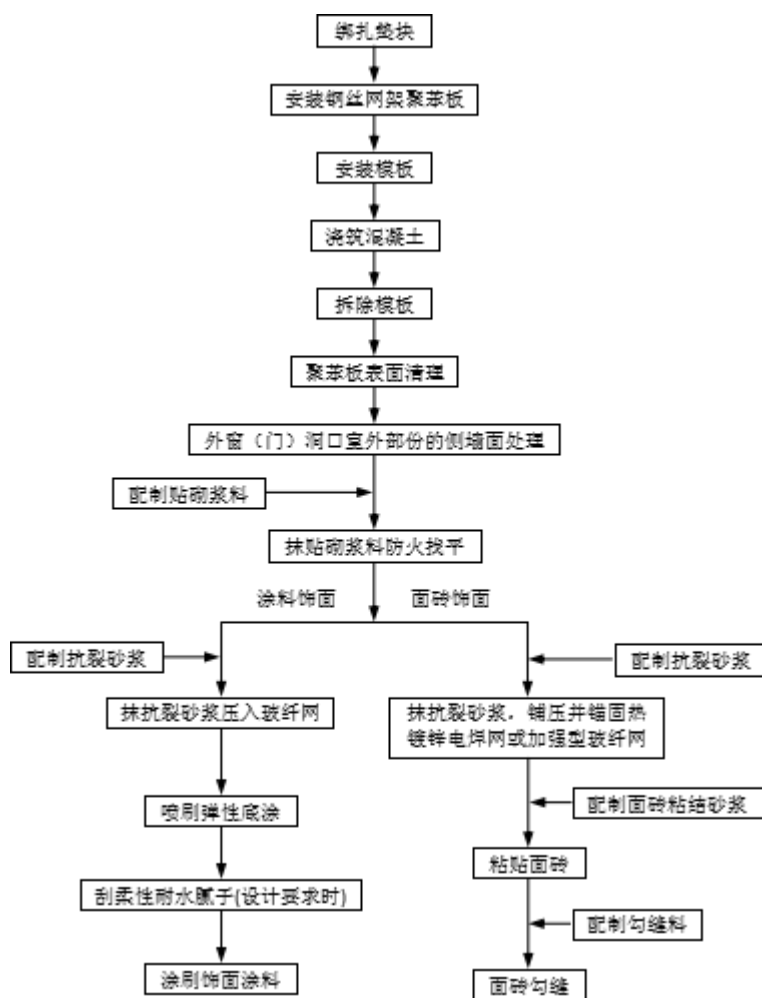 绑扎垫块
安装钢丝网架聚苯板
安装模板
浇筑混凝土
拆除模板
聚苯板表面清理
外窗（门）洞口室外部份的侧墙面处理
配制贴砌浆料
抹贴砌浆料防火找平
涂料饰面 面砖饰面
配制抗裂砂浆 配制抗裂砂浆
抹抗裂砂浆压入玻纤网
抹抗裂砂浆，铺压并锚固热
镀锌电焊网或加强型玻纤网
喷刷弹性底涂
配制面砖粘结砂浆
粘贴面砖
刮柔性耐水腻子(设计要求时)
配制勾缝料
涂刷饰面涂料
面砖勾缝